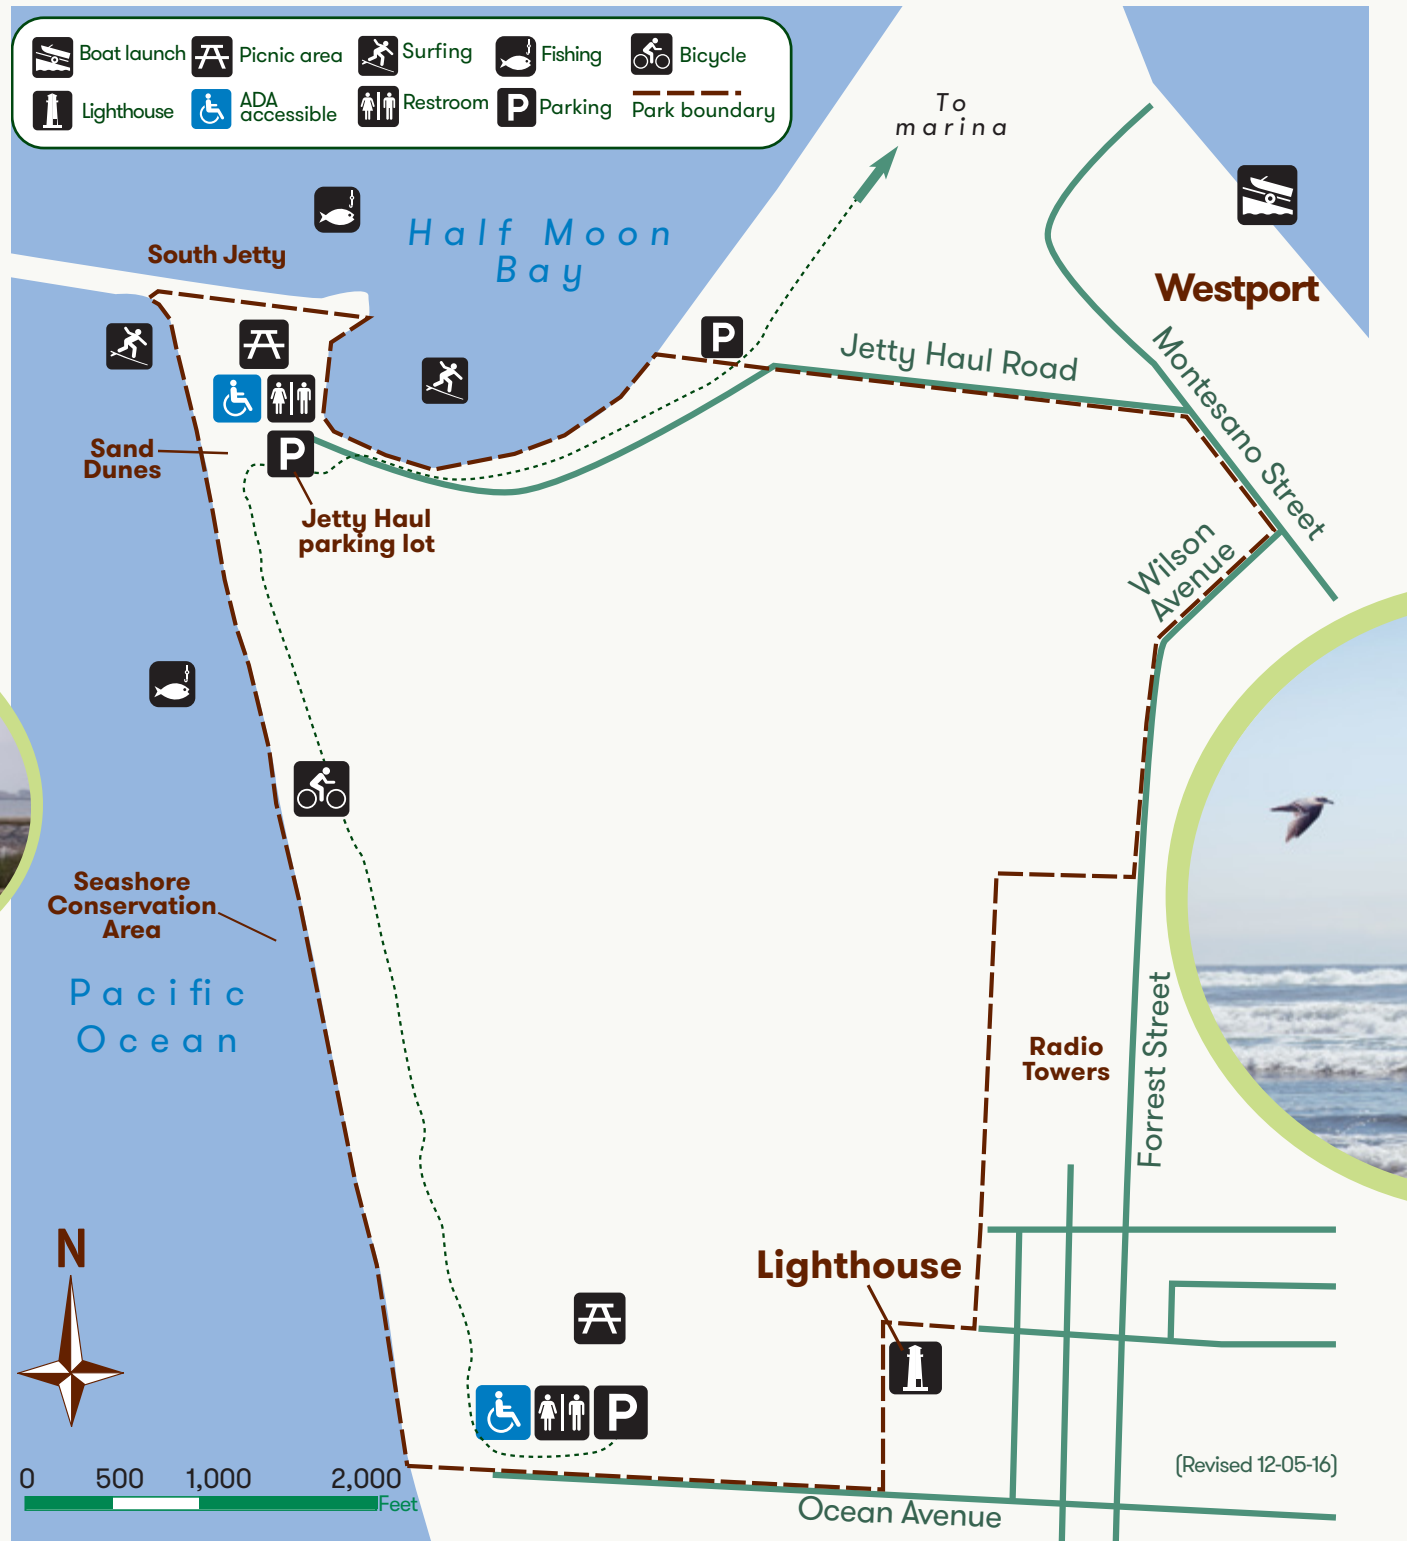 Boat launch
Picnic area
Surfing
Fishing
Bicycle
Lighthouse
ADA
accessible
Restroom
P
Parking
Park boundary
To
marina
Half Moon
Bay
South Jetty
Westport
P
Jetty Haul Road
Montesano Street
Sand
Dunes
P
Jetty Haul
parking lot
Wilson
Avenue
Seashore
Conservation
Area
Pacific
Ocean
Radio
Towers
Forrest Street
N
Lighthouse
P
0 500 1,000 2,000
Feet
(Revised 12-05-16)
Ocean Avenue